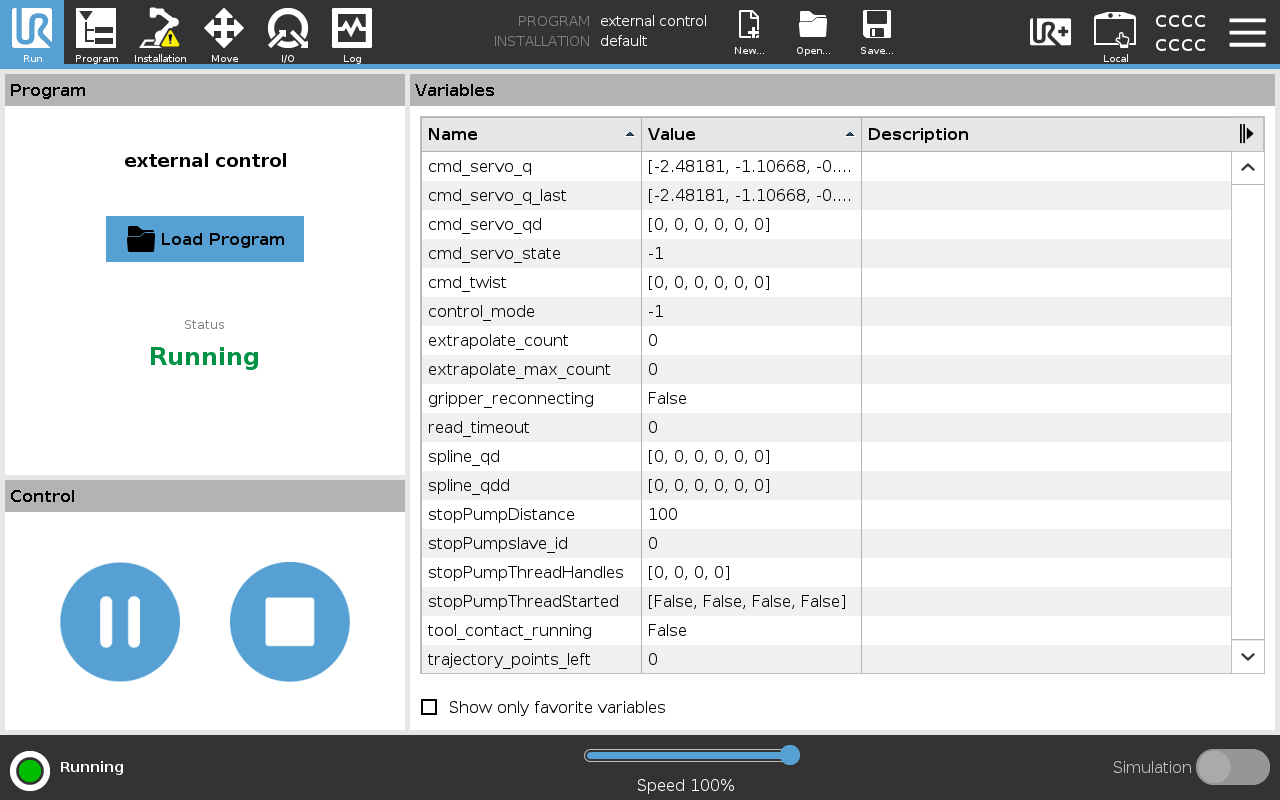 Run
Program
Installation
Move
I/O
Log
PROGRAM external control
INSTALLATION default
New...
Open...
Save...
UR+
Local
CCCC
CCCC
Program
external control
Load Program
Status
Running
Control
Variables
Name Value Description
cmd_servo_q [-2.48181, -1.10668, -0....
cmd_servo_q_last [-2.48181, -1.10668, -0....
cmd_servo_qd [0, 0, 0, 0, 0, 0]
cmd_servo_state -1
cmd_twist [0, 0, 0, 0, 0, 0]
control_mode -1
extrapolate_count 0
extrapolate_max_count 0
gripper_reconnecting False
read_timeout 0
spline_qd [0, 0, 0, 0, 0, 0]
spline_qdd [0, 0, 0, 0, 0, 0]
stopPumpDistance 100
stopPumpslave_id 0
stopPumpThreadHandles [0, 0, 0, 0]
stopPumpThreadStarted [False, False, False, False]
tool_contact_running False
trajectory_points_left 0
Show only favorite variables
Running
Speed 100%
Simulation